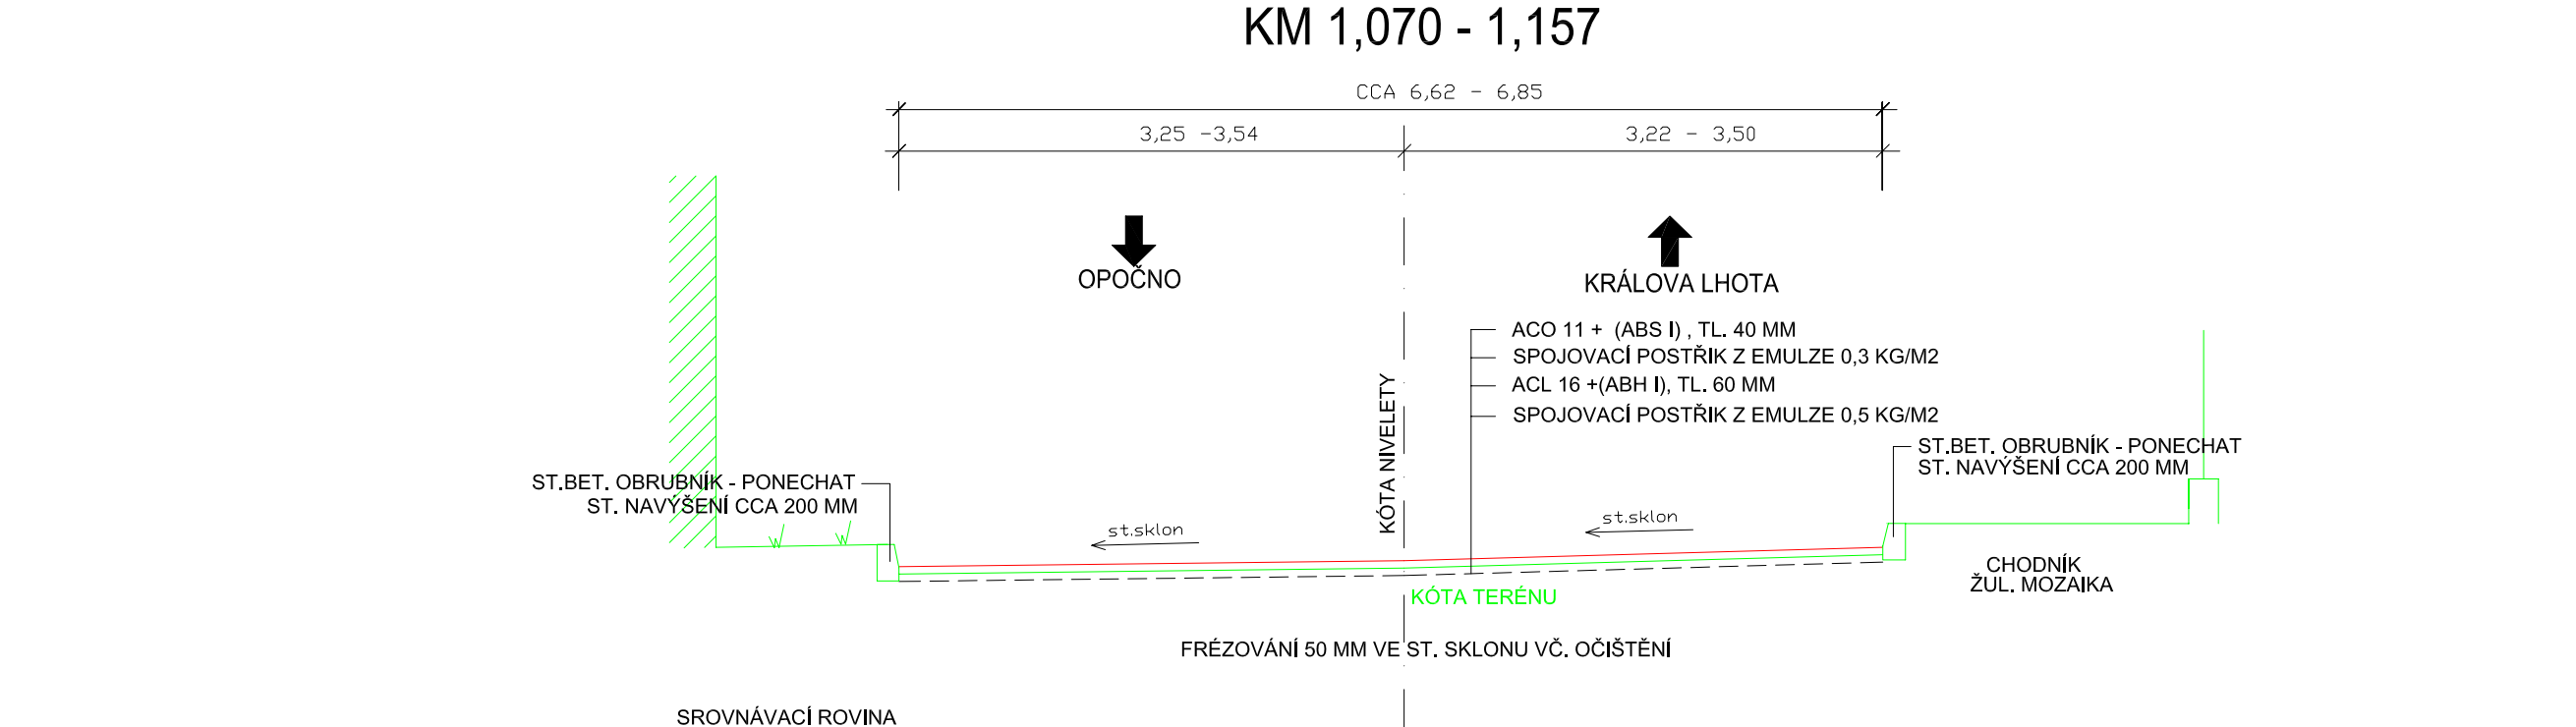 KM 1,070 - 1,157
CCA 6,62 - 6,85
3,25 -3,54
3,22 - 3,50
OPOČNO
KRÁLOVA LHOTA
ACO 11 + (ABS I) , TL. 40 MM
SPOJOVACÍ POSTŘIK Z EMULZE 0,3 KG/M2
ACL 16 +(ABH I), TL. 60 MM
SPOJOVACÍ POSTŘIK Z EMULZE 0,5 KG/M2
KÓTA NIVELETY
ST.BET. OBRUBNÍK - PONECHAT
ST. NAVÝŠENÍ CCA 200 MM
ST.BET. OBRUBNÍK - PONECHAT
ST. NAVÝŠENÍ CCA 200 MM
st.sklon
st.sklon
CHODNÍK
ŽUL. MOZAIKA
KÓTA TERÉNU
FRÉZOVÁNÍ 50 MM VE ST. SKLONU VČ. OČIŠTĚNÍ
SROVNÁVACÍ ROVINA